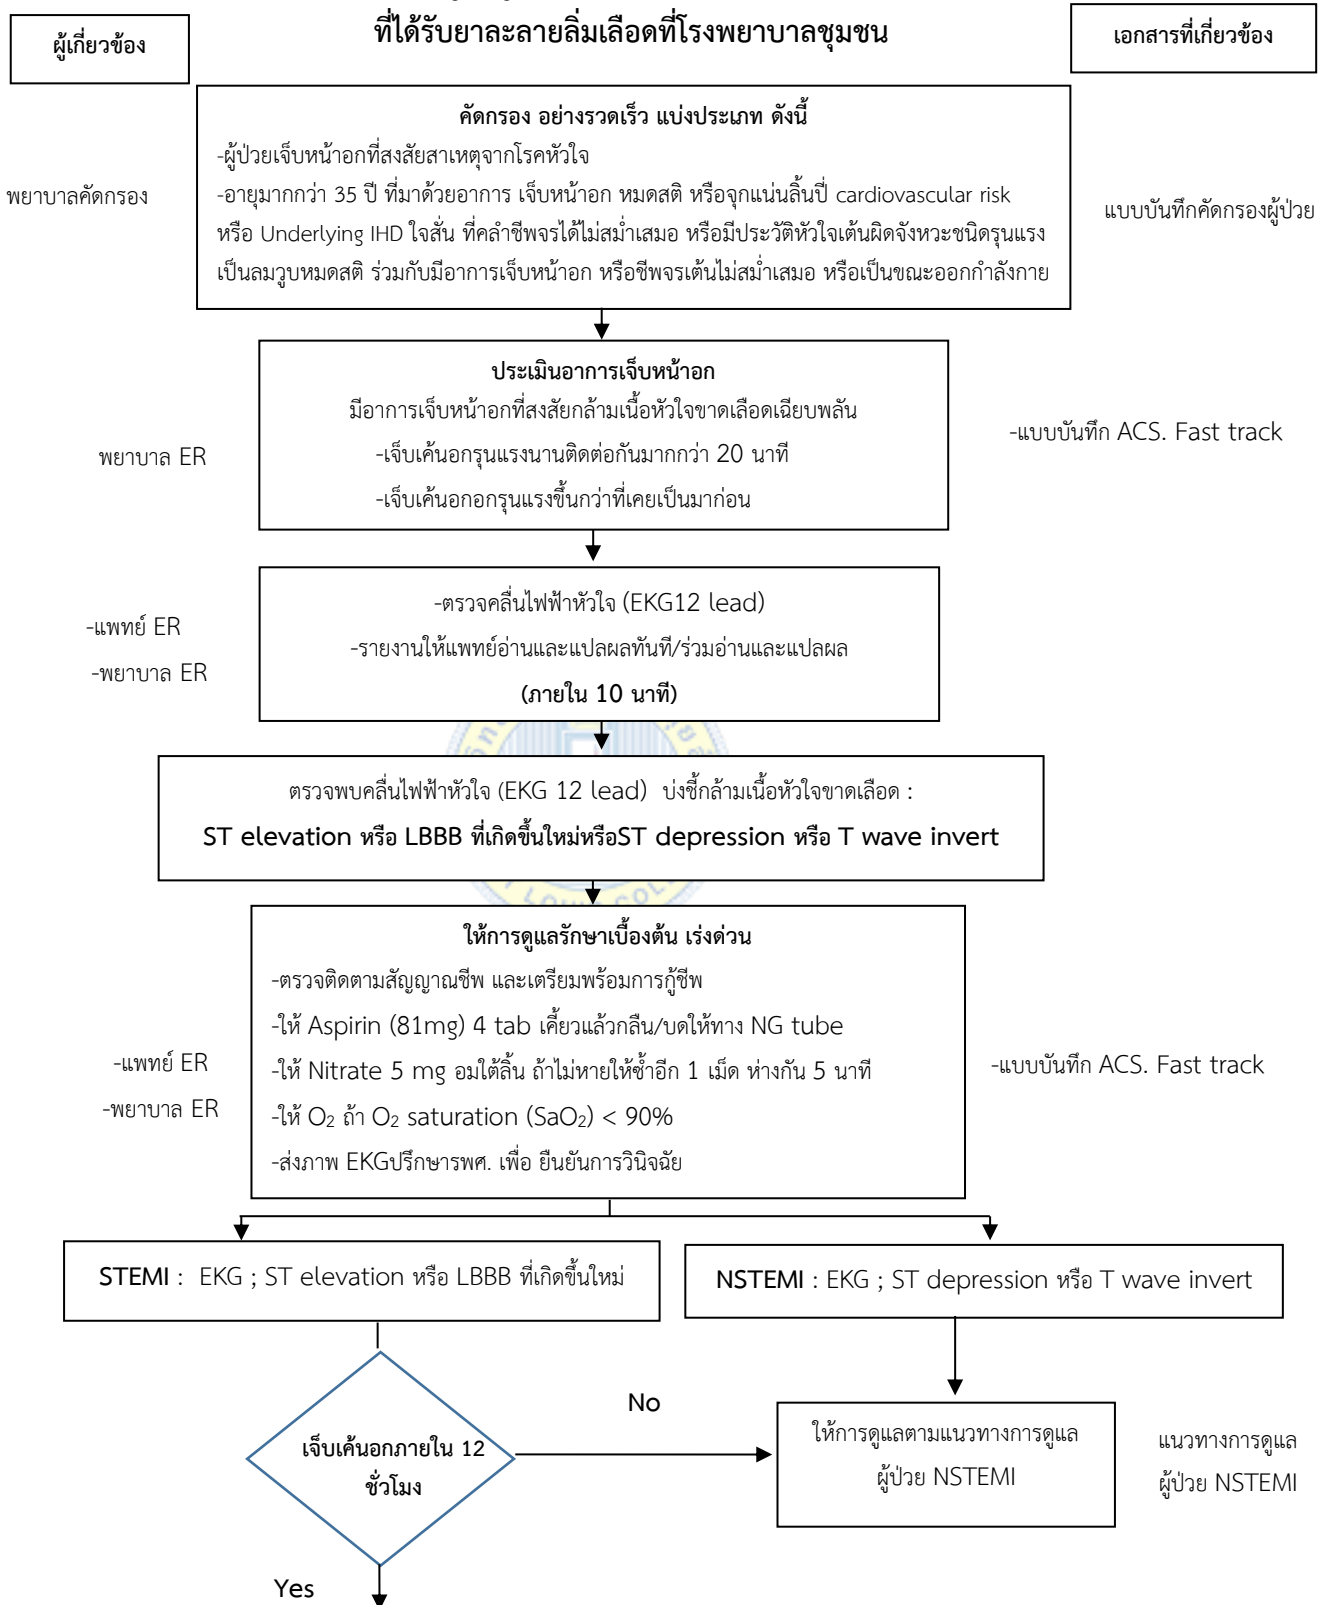 ผู้เกี่ยวข้อง
ที่ได้รับยาละลายลิ่มเลือดที่โรงพยาบาลชุมชน
เอกสารที่เกี่ยวข้อง
คัดกรอง อย่างรวดเร็ว แบ่งประเภท ดังนี้
-ผู้ป่วยเจ็บหน้าอกที่สงสัยสาเหตุจากโรคหัวใจ
-อายุมากกว่า 35 ปี ที่มาด้วยอาการ เจ็บหน้าอก หมดสติ หรือจุกแน่นลิ้นปี่ cardiovascular risk
หรือ Underlying IHD ใจสั่น ที่คลำชีพจรได้ไม่สม่ำเสมอ หรือมีประวัติหัวใจเต้นผิดจังหวะชนิดรุนแรง
เป็นลมวูบหมดสติ ร่วมกับมีอาการเจ็บหน้าอก หรือชีพจรเต้นไม่สม่ำเสมอ หรือเป็นขณะออกกำลังกาย
พยาบาลคัดกรอง
แบบบันทึกคัดกรองผู้ป่วย
ประเมินอาการเจ็บหน้าอก
มีอาการเจ็บหน้าอกที่สงสัยกล้ามเนื้อหัวใจขาดเลือดเฉียบพลัน
-เจ็บเค้นอกรุนแรงนานติดต่อกันมากกว่า 20 นาที
-เจ็บเค้นอกอกรุนแรงขึ้นกว่าที่เคยเป็นมาก่อน
พยาบาล ER
-แบบบันทึก ACS. Fast track
-ตรวจคลื่นไฟฟ้าหัวใจ (EKG12 lead)
-รายงานให้แพทย์อ่านและแปลผลทันที/ร่วมอ่านและแปลผล
(ภายใน 10 นาที)
-แพทย์ ER
-พยาบาล ER
ตรวจพบคลื่นไฟฟ้าหัวใจ (EKG 12 lead) บ่งชี้กล้ามเนื้อหัวใจขาดเลือด :
ST elevation หรือ LBBB ที่เกิดขึ้นใหม่หรือST depression หรือ T wave invert
ให้การดูแลรักษาเบื้องต้น เร่งด่วน
-ตรวจติดตามสัญญาณชีพ และเตรียมพร้อมการกู้ชีพ
-ให้ Aspirin (81mg) 4 tab เคี้ยวแล้วกลืน/บดให้ทาง NG tube
-ให้ Nitrate 5 mg อมใต้ลิ้น ถ้าไม่หายให้ซ้ำอีก 1 เม็ด ห่างกัน 5 นาที
-ให้ O₂ ถ้า O₂ saturation (SaO₂) < 90%
-ส่งภาพ EKGปรึกษารพศ. เพื่อ ยืนยันการวินิจฉัย
-แพทย์ ER
-พยาบาล ER
-แบบบันทึก ACS. Fast track
STEMI : EKG ; ST elevation หรือ LBBB ที่เกิดขึ้นใหม่
NSTEMI : EKG ; ST depression หรือ T wave invert
เจ็บเค้นอกภายใน 12
ชั่วโมง
No
ให้การดูแลตามแนวทางการดูแล
ผู้ป่วย NSTEMI
แนวทางการดูแล
ผู้ป่วย NSTEMI
Yes